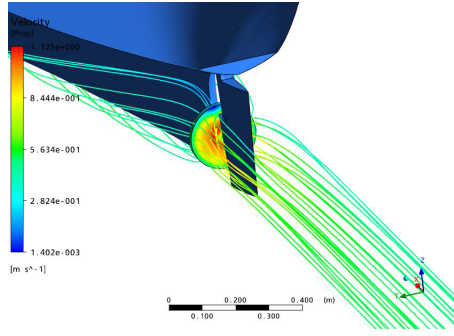 Velocity
(Prop)
1.125e+000
8.444e-001
5.634e-001
2.824e-001
1.402e-003
[m s^-1]
0 0.200 0.400 (m)
0.100 0.300
Z
X
Y